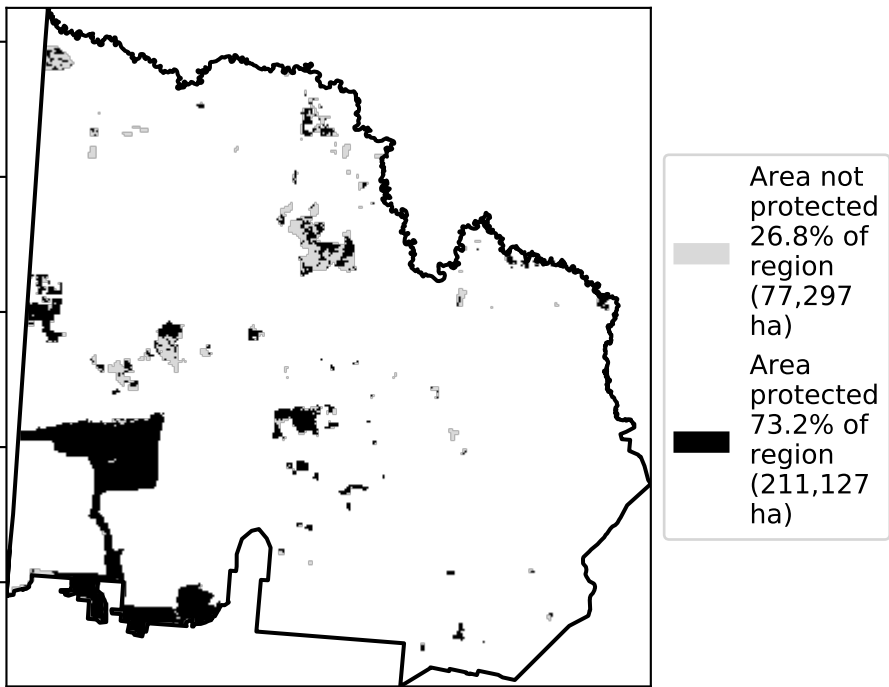 Area not
protected
26.8% of
region
(77,297
ha)
Area
protected
73.2% of
region
(211,127
ha)